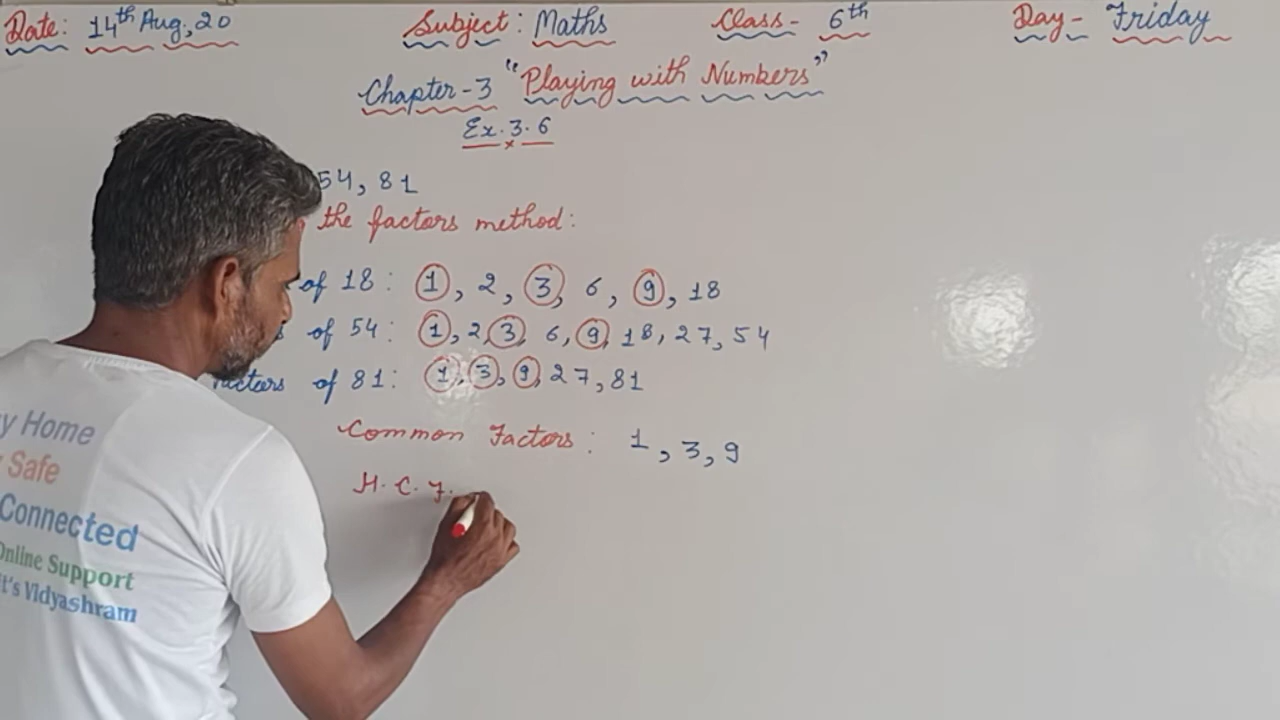 Date: 14th Aug, 20 Subject: Maths Class- 6th Day- Friday
Chapter-3 "Playing with Numbers"
Ex. 3.6
54, 81
the factors method:
of 18: 1, 2, 3, 6, 9, 18
of 54: 1, 2, 3, 6, 9, 18, 27, 54
of 81: 1, 3, 9, 27, 81
Common Factors: 1, 3, 9
H.C.F.
Home
Safe
Connected
Online Support
it's Vidyashram